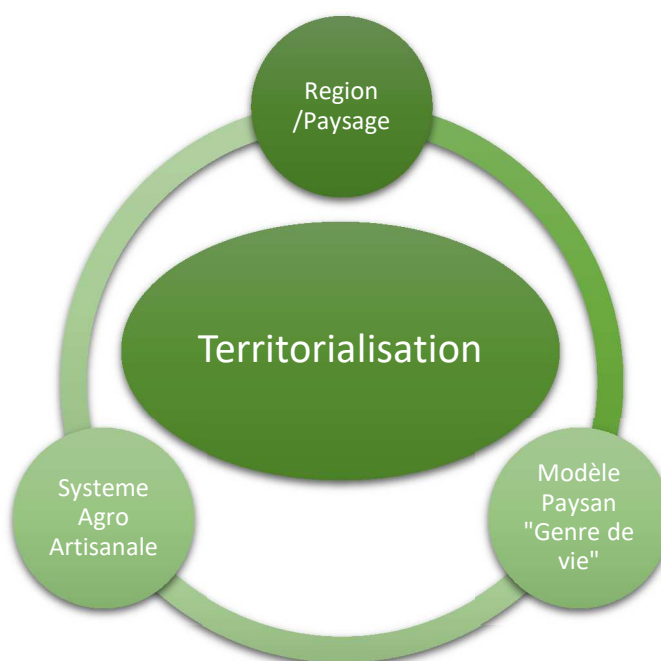 Region
/Paysage
Territorialisation
Systeme
Agro
Artisanale
Modèle
Paysan
"Genre de
vie"